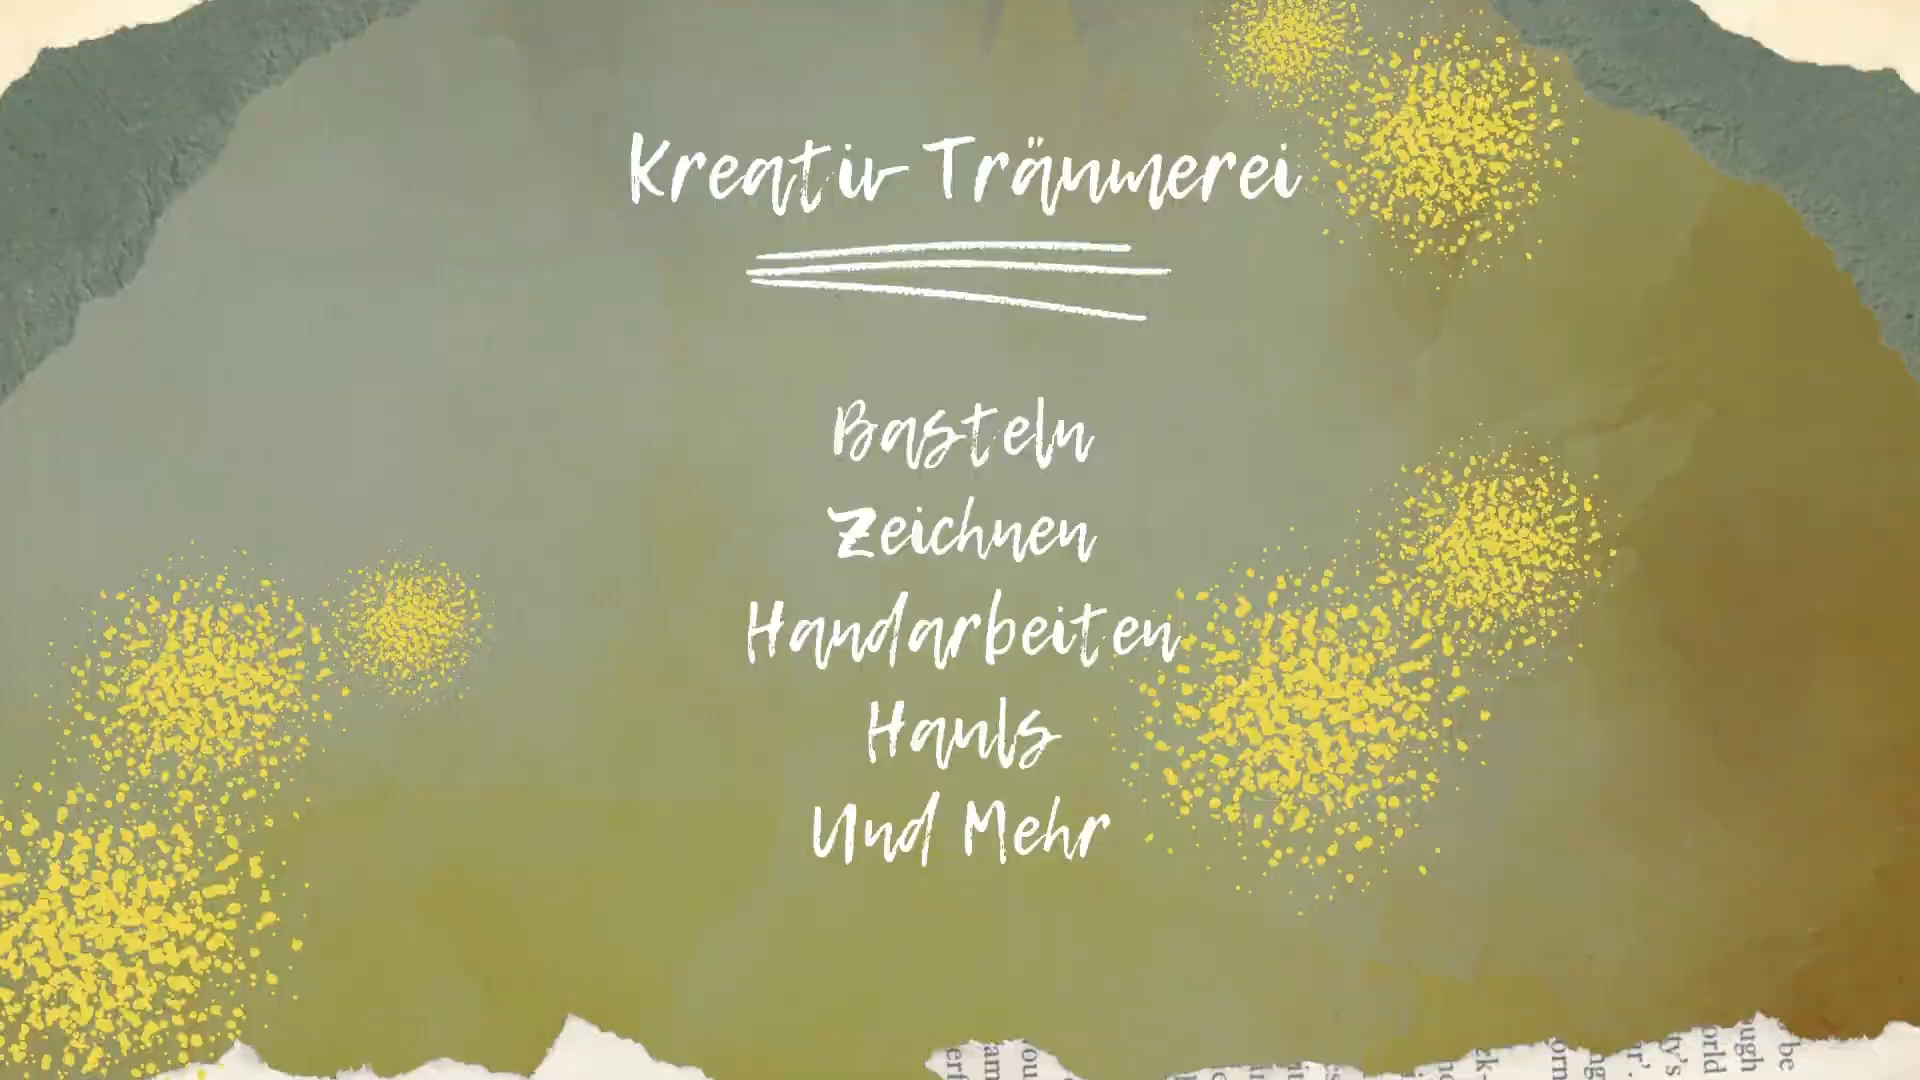 Kreativ-Träumerei
Basteln
Zeichnen
Handarbeiten
Hauls
Und Mehr